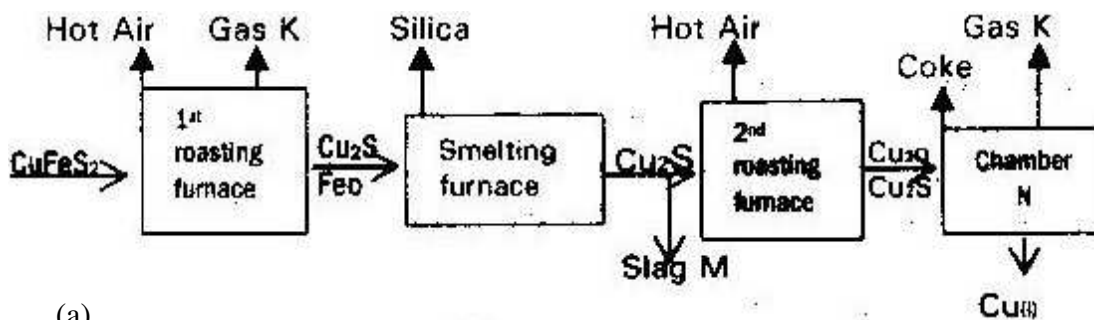 Hot Air Gas K Silica Hot Air Gas K
Coke
CuFeS₂
1st
roasting
furnace
Cu₂S
Feo
Smelting
furnace
Cu₂S
Slag M
2nd
roasting
furnace
Cu₂o
Cu₂S
Chamber
N
Cu(l)
(a)